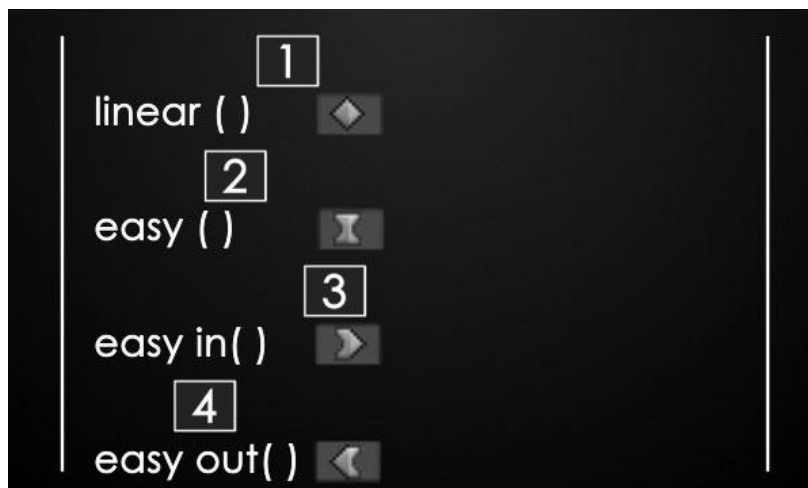 1
linear ( )
2
easy ( )
3
easy in( )
4
easy out( )